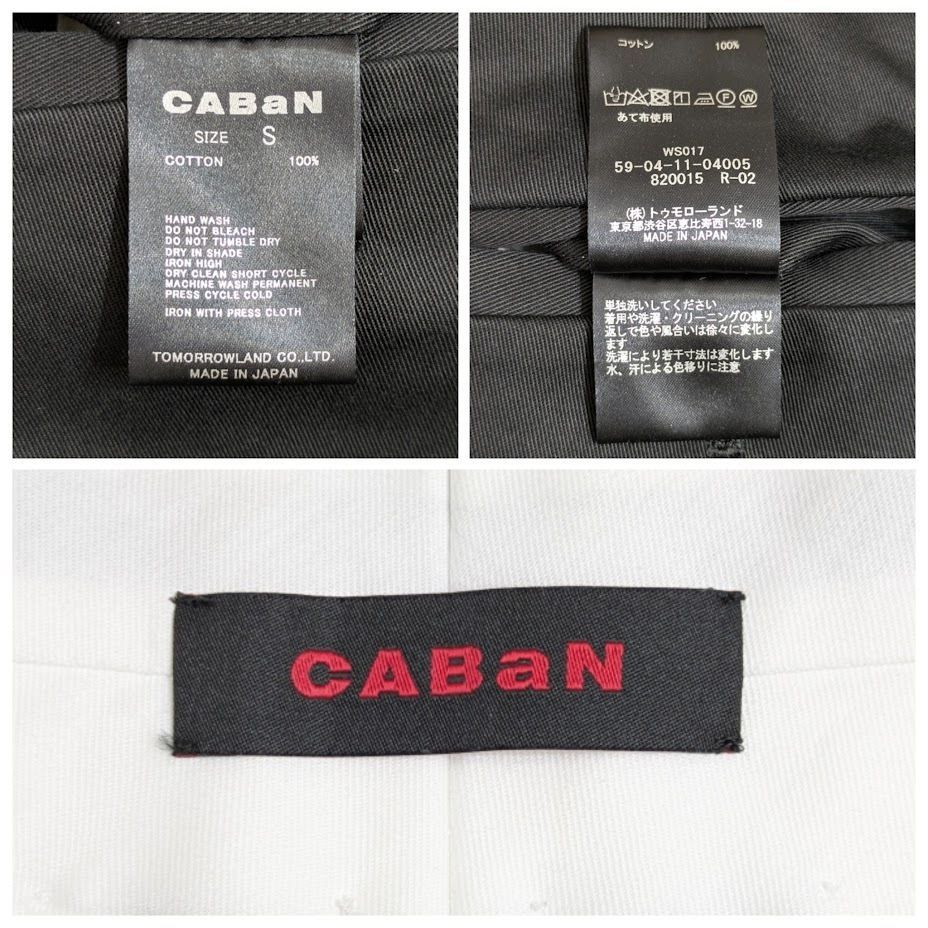 CABaN
SIZE S
COTTON 100%
HAND WASH
DO NOT BLEACH
DO NOT TUMBLE DRY
DRY IN SHADE
IRON HIGH
DRY CLEAN SHORT CYCLE
MACHINE WASH PERMANENT
PRESS CYCLE COLD
IRON WITH PRESS CLOTH
TOMORROWLAND CO.,LTD.
MADE IN JAPAN
コットン 100%
あて布使用
WS017
59-04-11-04005
820015 R-02
(株)トゥモローランド
東京都渋谷区恵比寿西1-32-18
MADE IN JAPAN
単独洗いしてください
着用や洗濯・クリーニングの繰り
返しで色や風合いは徐々に変化し
ます
洗濯により若干寸法は変化します
水、汗による色移りに注意
CABaN